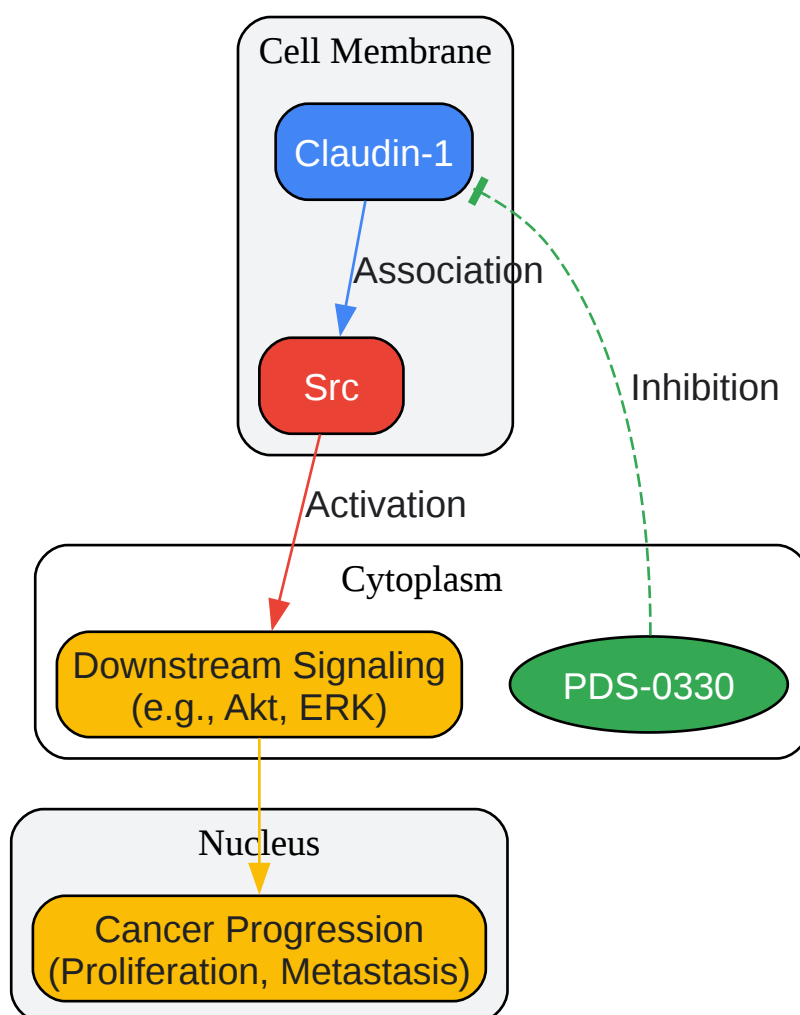 Cell Membrane
Claudin-1
Association
Src
Inhibition
Activation
Cytoplasm
Downstream Signaling
(e.g., Akt, ERK)
PDS-0330
Nucleus
Cancer Progression
(Proliferation, Metastasis)